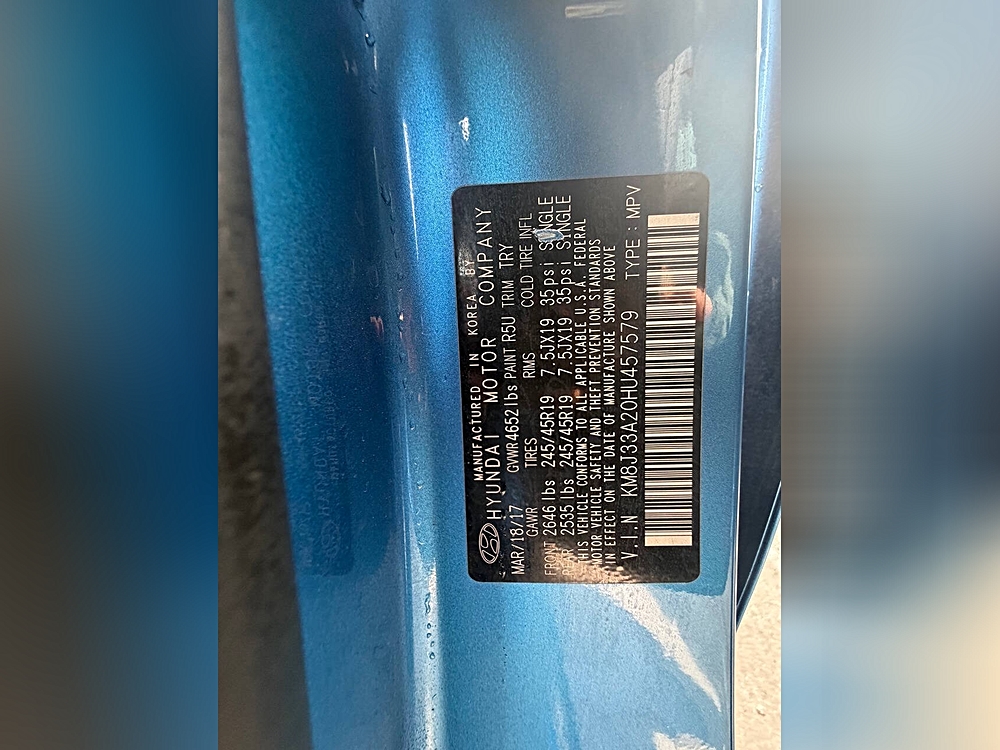 MANUFACTURED IN KOREA BY
HYUNDAI MOTOR COMPANY
MAR/18/17 GVWR4652 lbs PAINT R5U TRIM TRY
GAWR TIRES RIMS COLD TIRE INFL
FRONT 2646 lbs 245/45R19 7.5JX19 35psi SINGLE
REAR 2535 lbs 245/45R19 7.5JX19 35psi SINGLE
THIS VEHICLE CONFORMS TO ALL APPLICABLE U.S.A. FEDERAL
MOTOR VEHICLE SAFETY AND THEFT PREVENTION STANDARDS
IN EFFECT ON THE DATE OF MANUFACTURE SHOWN ABOVE
V.I.N KM8J33A20HU457579 TYPE : MPV